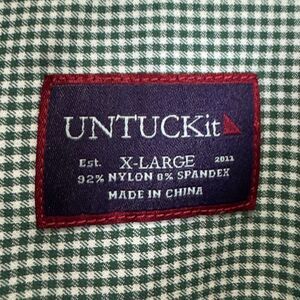 UNTUCKit
Est. X-LARGE 2011
92% NYLON 8% SPANDEX
MADE IN CHINA